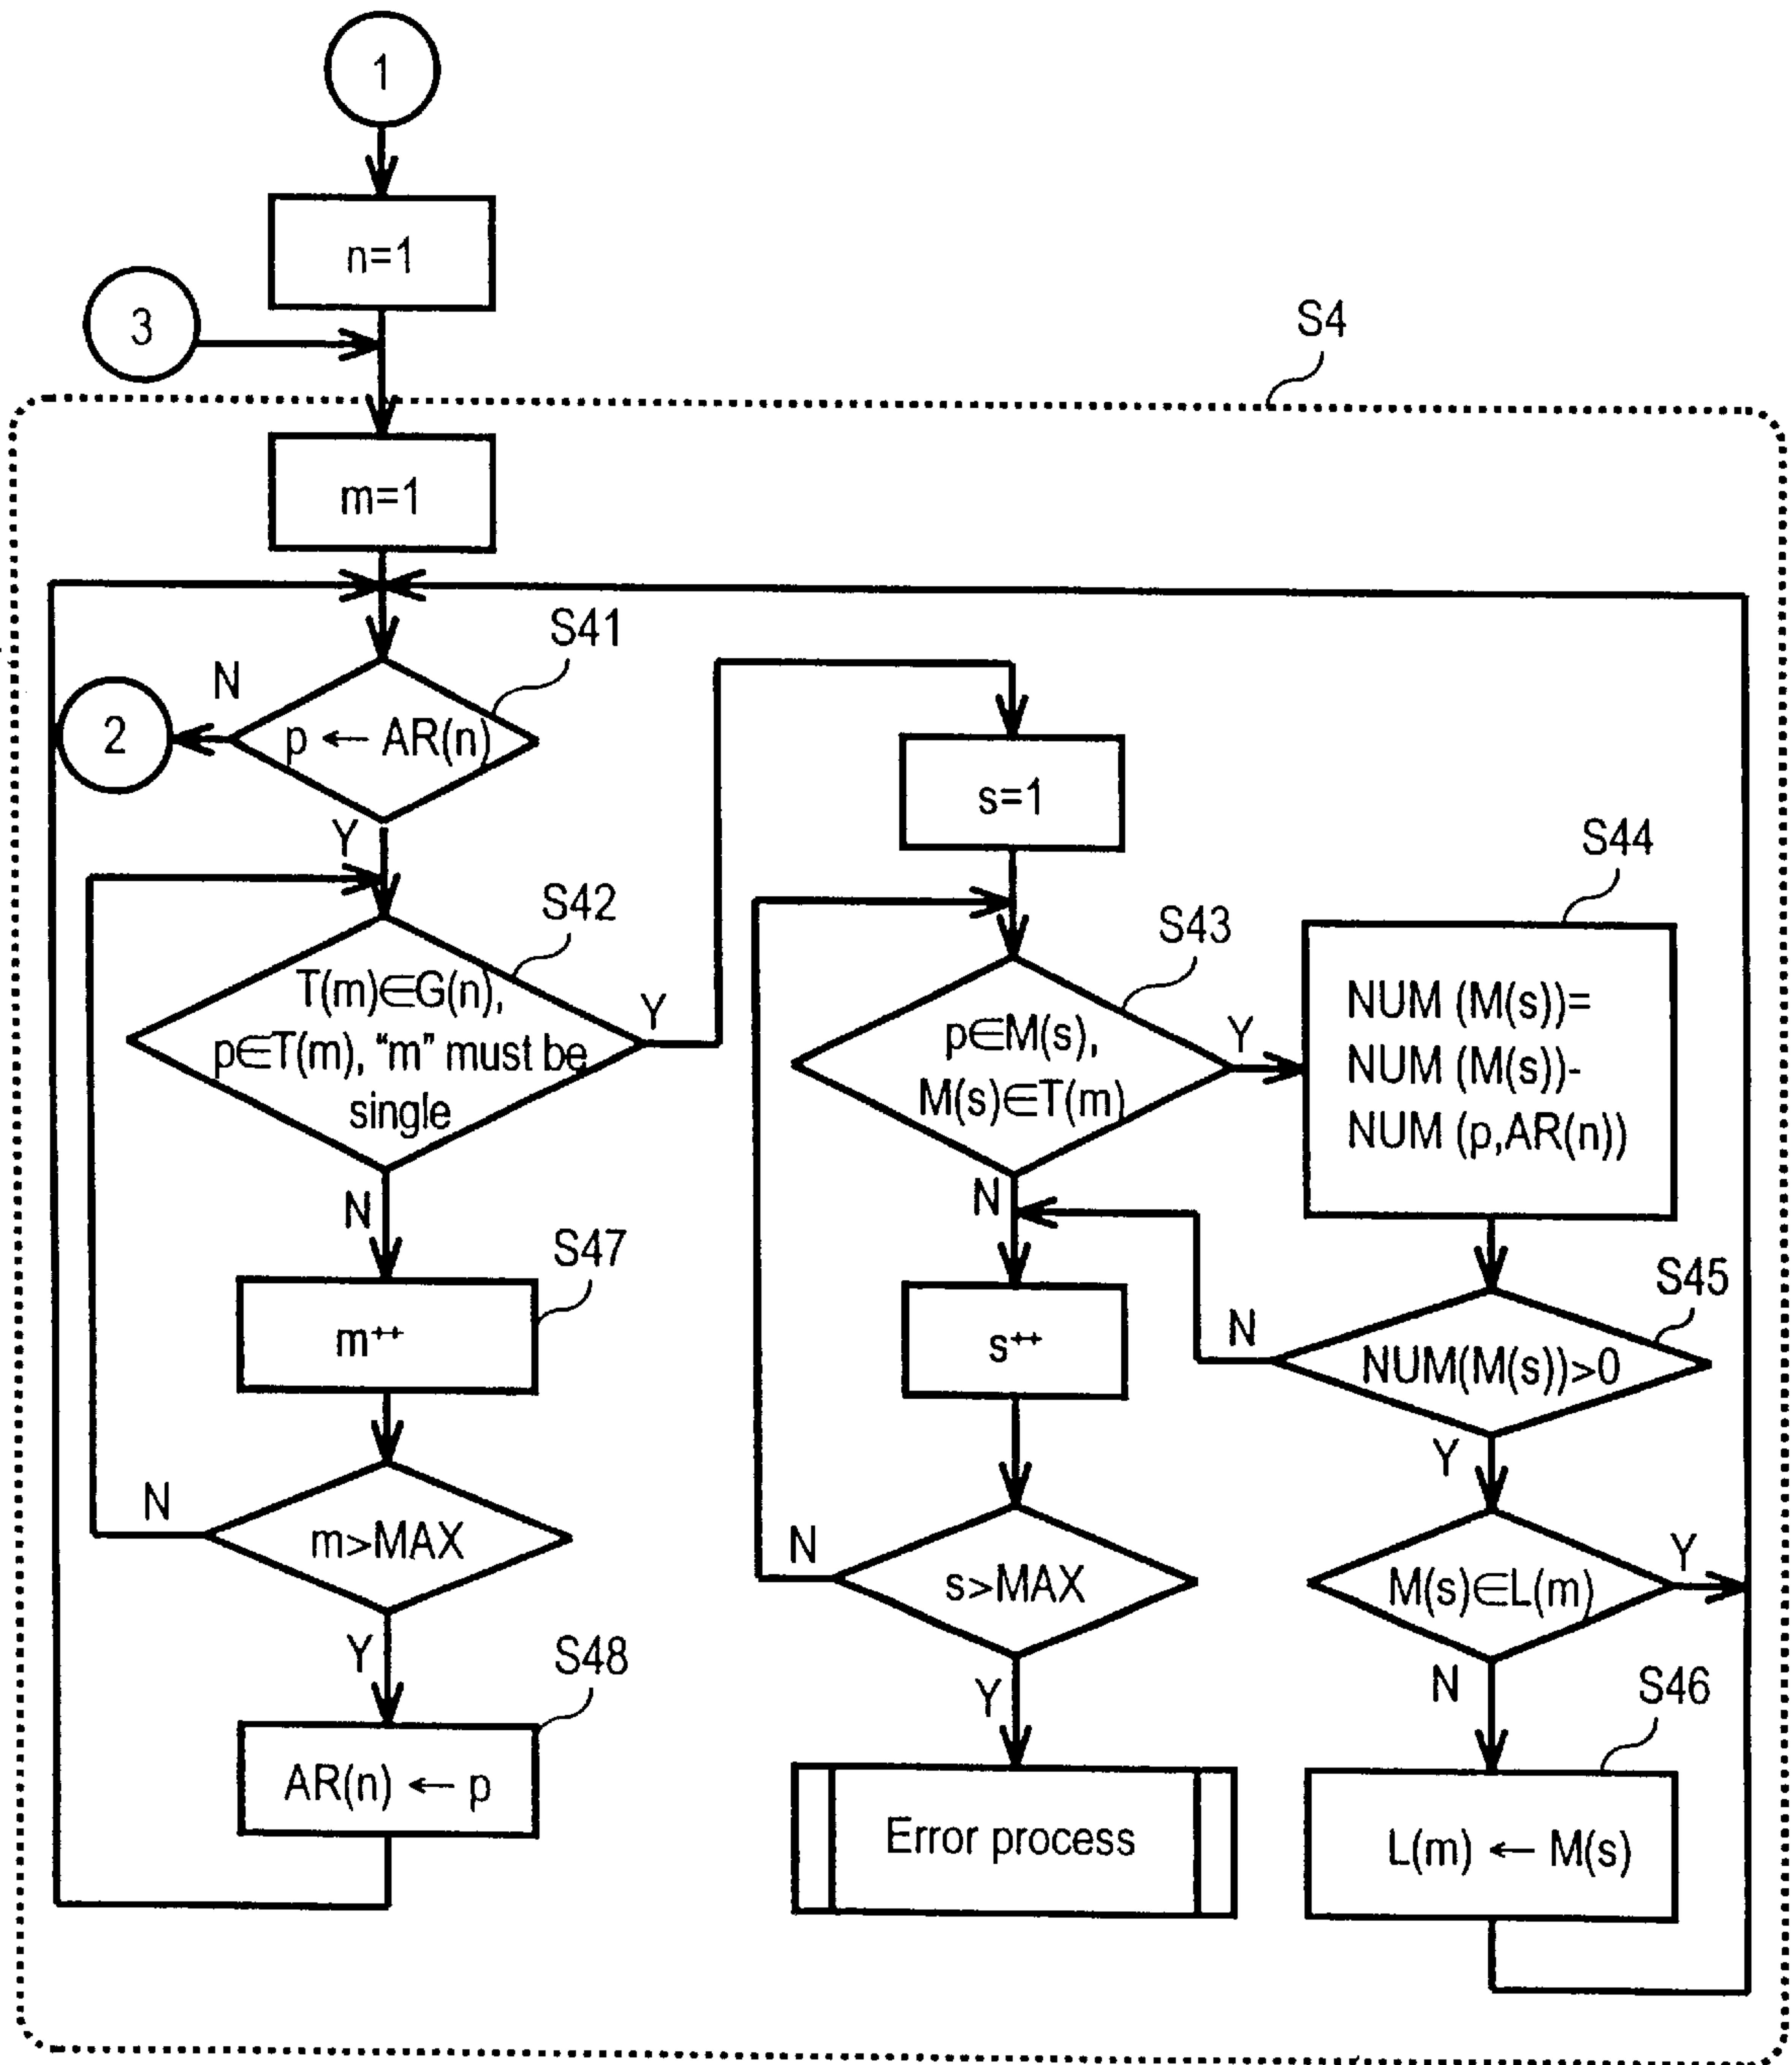 1
n=1
3
S4
m=1
S41
N
2
p ← AR(n)
Y
s=1
S44
S42
T(m)∈G(n),
p∈T(m), "m" must be
single
Y
S43
p∈M(s),
M(s)∈T(m)
Y
NUM (M(s))=
NUM (M(s))-
NUM (p,AR(n))
N
N
S47
m++
s++
S45
N
NUM(M(s))>0
Y
N
m>MAX
N
s>MAX
M(s)∈L(m)
Y
Y
S48
Y
N
S46
AR(n) ← p
Error process
L(m) ← M(s)